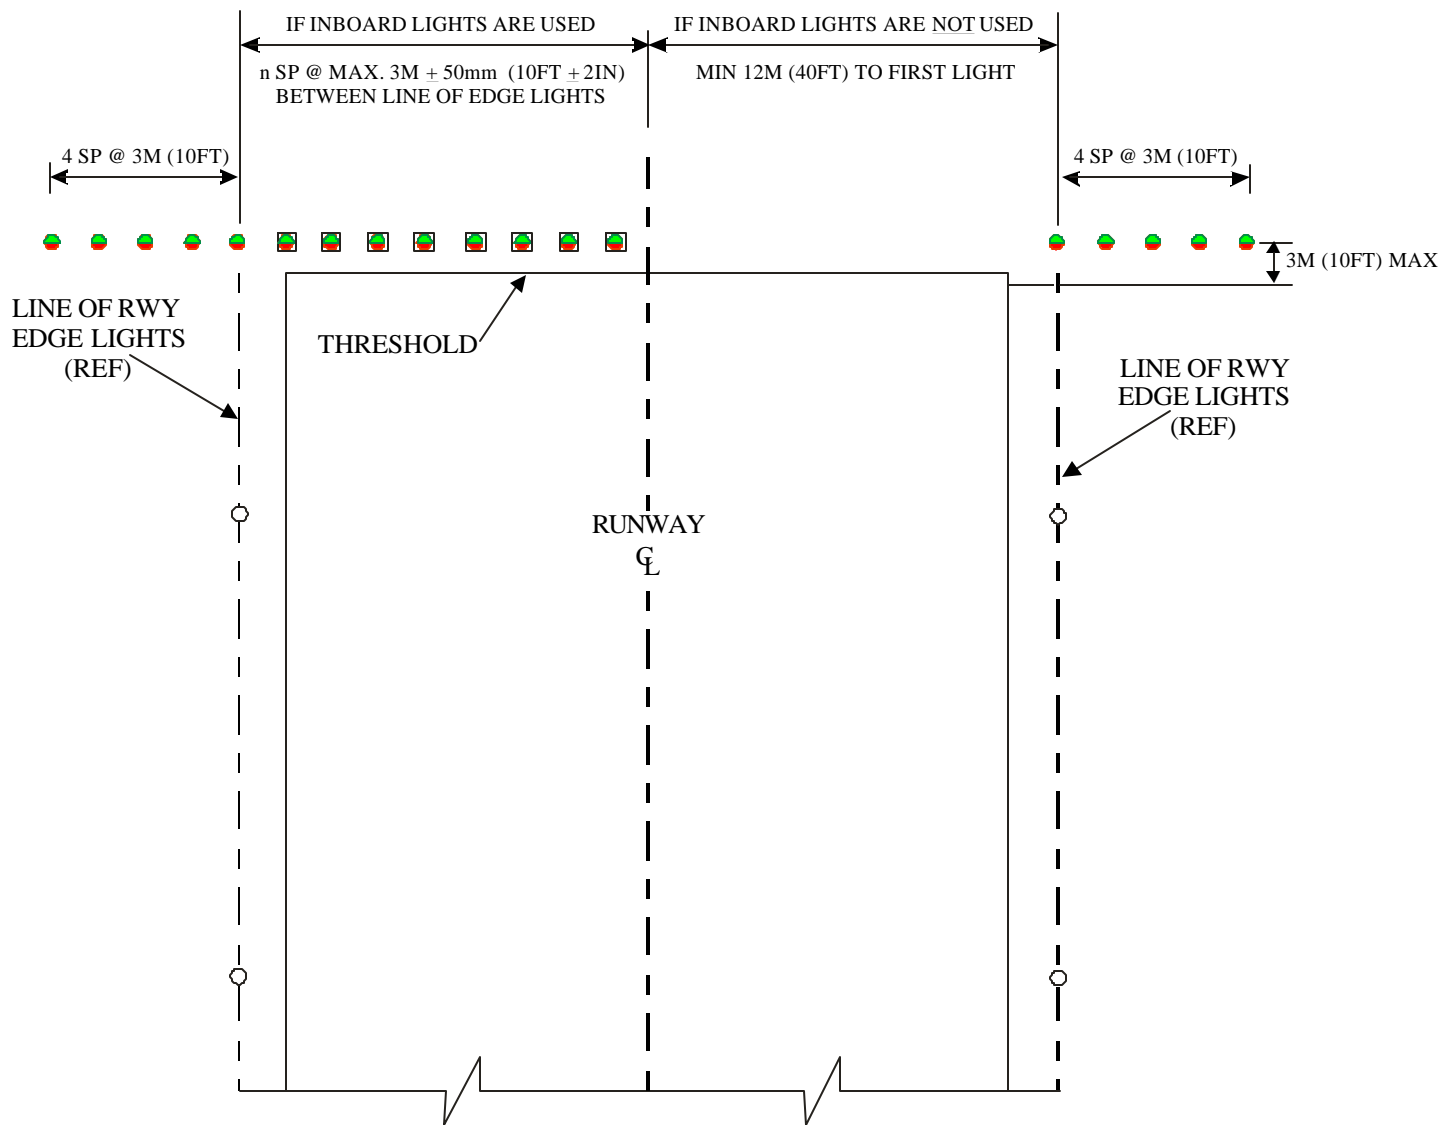 IF INBOARD LIGHTS ARE USED
IF INBOARD LIGHTS ARE NOT USED
n SP @ MAX. 3M ± 50mm (10FT ± 2IN)
BETWEEN LINE OF EDGE LIGHTS
MIN 12M (40FT) TO FIRST LIGHT
4 SP @ 3M (10FT)
4 SP @ 3M (10FT)
3M (10FT) MAX
LINE OF RWY
EDGE LIGHTS
(REF)
THRESHOLD
LINE OF RWY
EDGE LIGHTS
(REF)
RUNWAY
℄